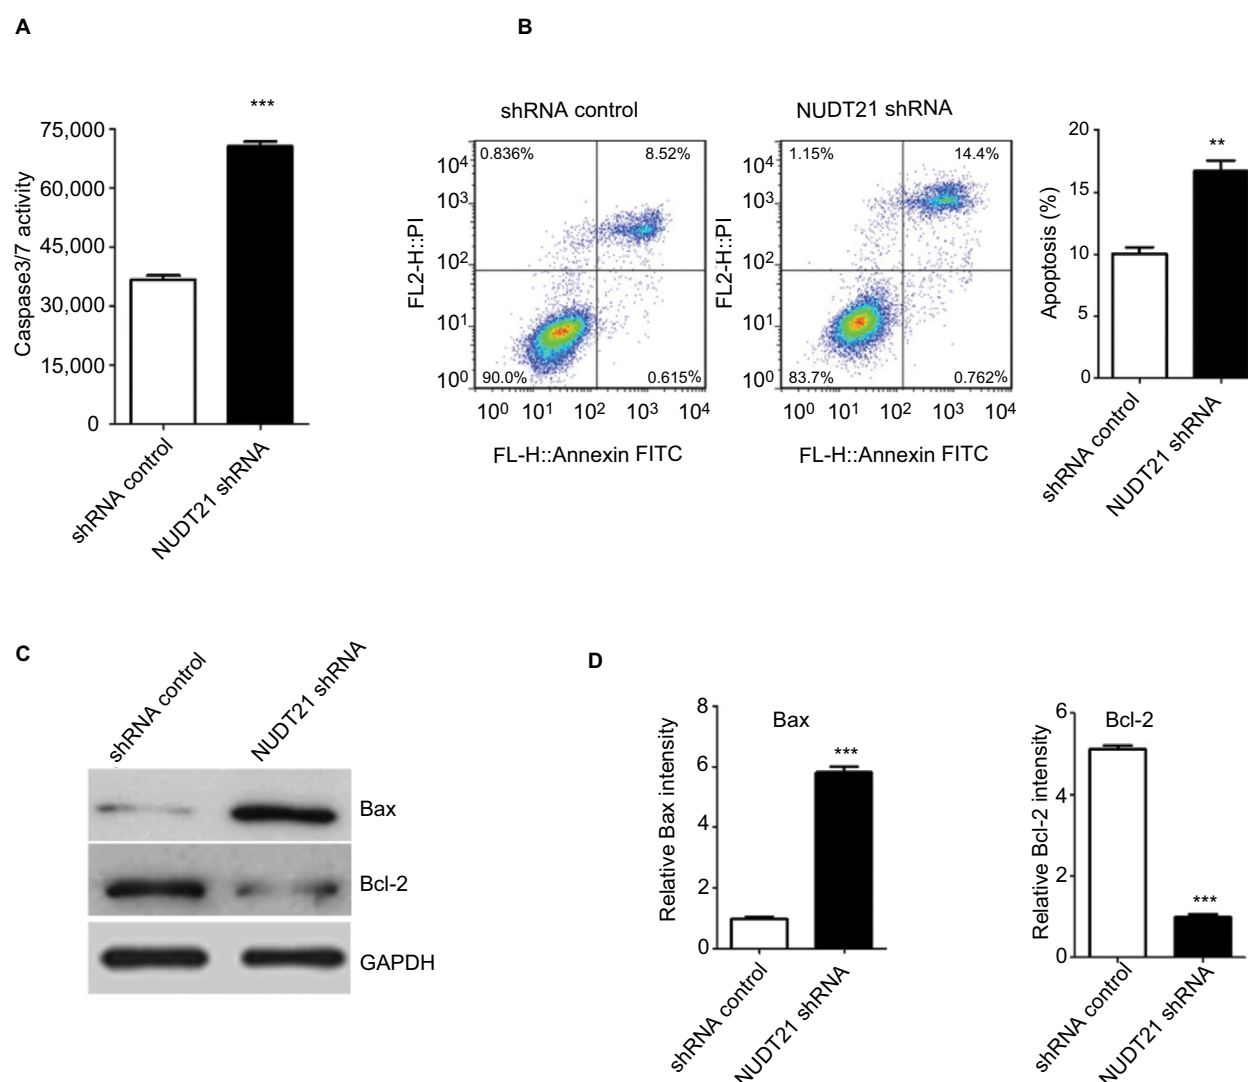 A
B
***
75,000
60,000
45,000
30,000
15,000
0
Caspase3/7 activity
shRNA control
NUDT21 shRNA
shRNA control
0.836%
8.52%
90.0%
0.615%
10⁴
10³
10²
10¹
10⁰
FL2-H::PI
10⁰ 10¹ 10² 10³ 10⁴
FL-H::Annexin FITC
NUDT21 shRNA
1.15%
14.4%
83.7%
0.762%
10⁴
10³
10²
10¹
10⁰
FL2-H::PI
10⁰ 10¹ 10² 10³ 10⁴
FL-H::Annexin FITC
**
20
15
10
5
0
Apoptosis (%)
shRNA control
NUDT21 shRNA
C
shRNA control
NUDT21 shRNA
Bax
Bcl-2
GAPDH
D
Bax
***
8
6
4
2
0
Relative Bax intensity
shRNA control
NUDT21 shRNA
Bcl-2
***
6
4
2
0
Relative Bcl-2 intensity
shRNA control
NUDT21 shRNA